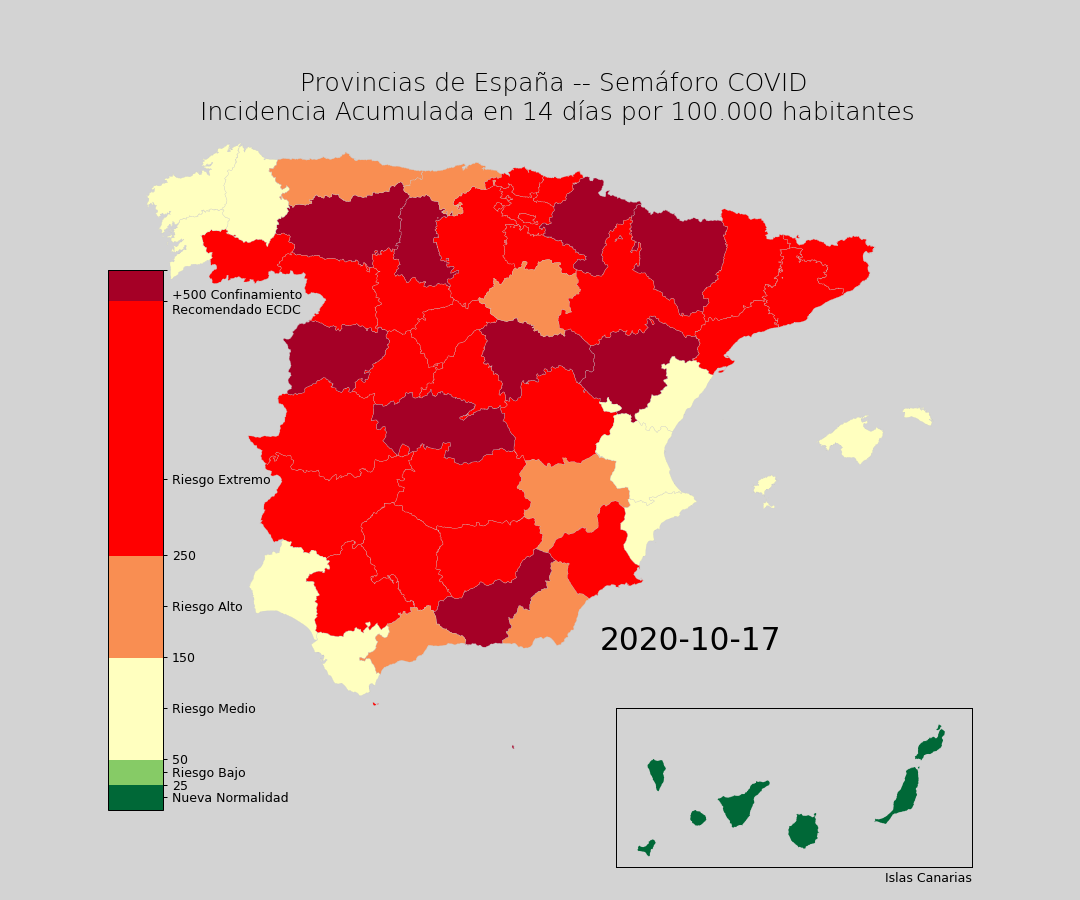 Provincias de España -- Semáforo COVID
Incidencia Acumulada en 14 días por 100.000 habitantes
+500 Confinamiento
Recomendado ECDC
Riesgo Extremo
250
Riesgo Alto
150
Riesgo Medio
50
Riesgo Bajo
25
Nueva Normalidad
2020-10-17
Islas Canarias